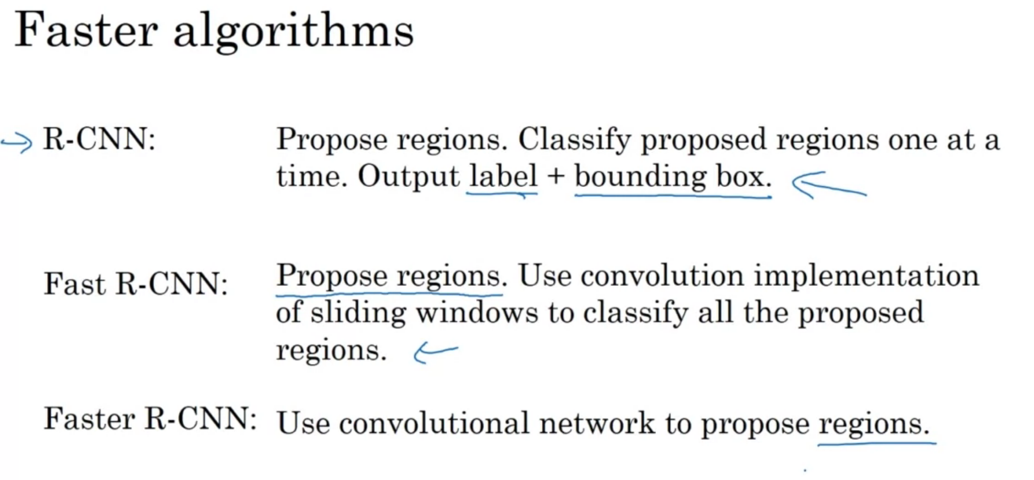 Faster algorithms
R-CNN: Propose regions. Classify proposed regions one at a
time. Output label + bounding box.
Fast R-CNN: Propose regions. Use convolution implementation
of sliding windows to classify all the proposed
regions.
Faster R-CNN: Use convolutional network to propose regions.